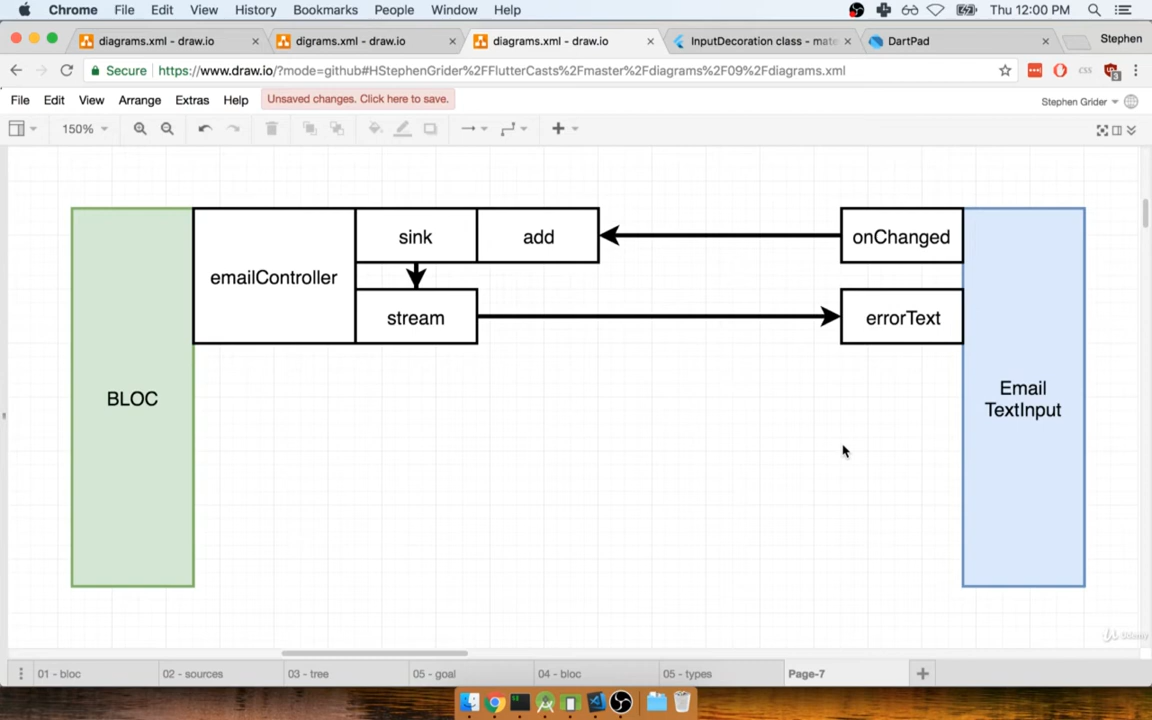 Chrome File Edit View History Bookmarks People Window Help Thu 12:00 PM
diagrams.xml - draw.io digrams.xml - draw.io diagrams.xml - draw.io InputDecoration class - mate DartPad Stephen
Secure https://www.draw.io/?mode=github#HStephenGrider%2FFlutterCasts%2Fmaster%2Fdiagrams%2F09%2Fdiagrams.xml css 3
File Edit View Arrange Extras Help Unsaved changes. Click here to save. Stephen Grider
150%
sink add onChanged
emailController
stream errorText
BLOC
Email
TextInput
Udemy
01 - bloc 02 - sources 03 - tree 05 - goal 04 - bloc 05 - types Page-7